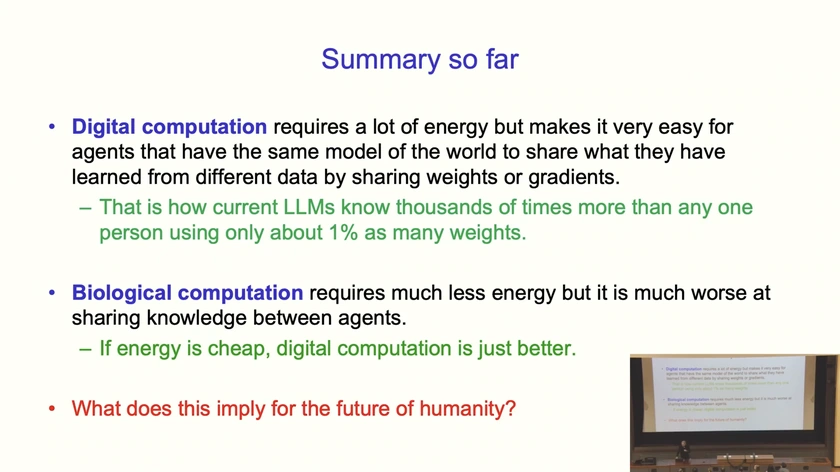 Summary so far
• Digital computation requires a lot of energy but makes it very easy for
agents that have the same model of the world to share what they have
learned from different data by sharing weights or gradients.
– That is how current LLMs know thousands of times more than any one
person using only about 1% as many weights.
• Biological computation requires much less energy but it is much worse at
sharing knowledge between agents.
– If energy is cheap, digital computation is just better.
• What does this imply for the future of humanity?